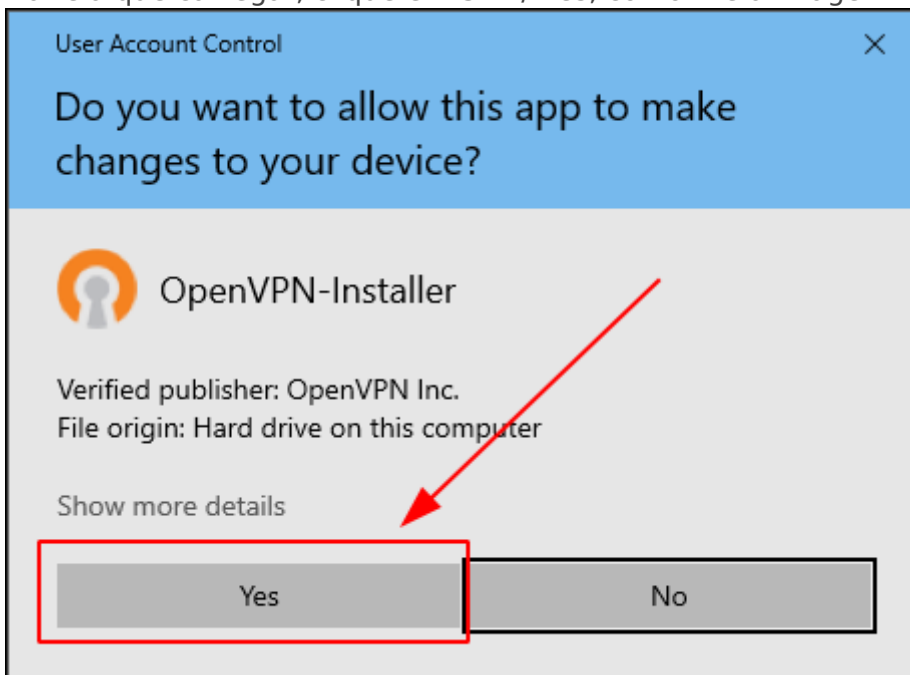 User Account Control
Do you want to allow this app to make
changes to your device?
OpenVPN-Installer
Verified publisher: OpenVPN Inc.
File origin: Hard drive on this computer
Show more details
Yes
No